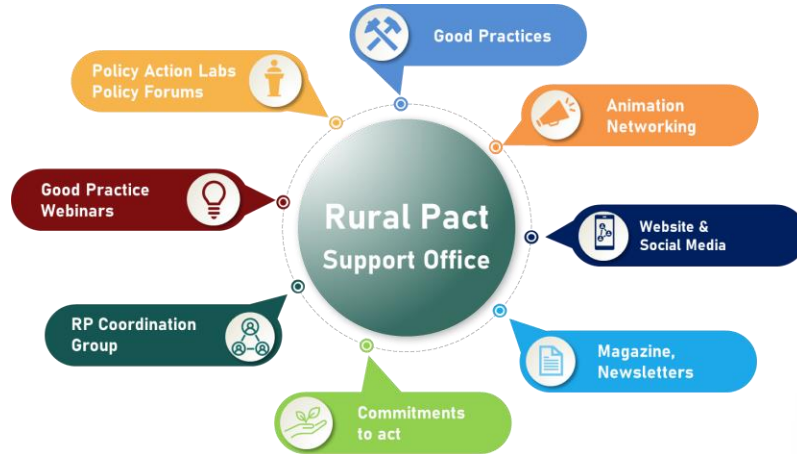 Good Practices
Policy Action Labs
Policy Forums
Animation
Networking
Good Practice
Webinars
Rural Pact
Support Office
Website &
Social Media
RP Coordination
Group
Magazine,
Newsletters
Commitments
to act